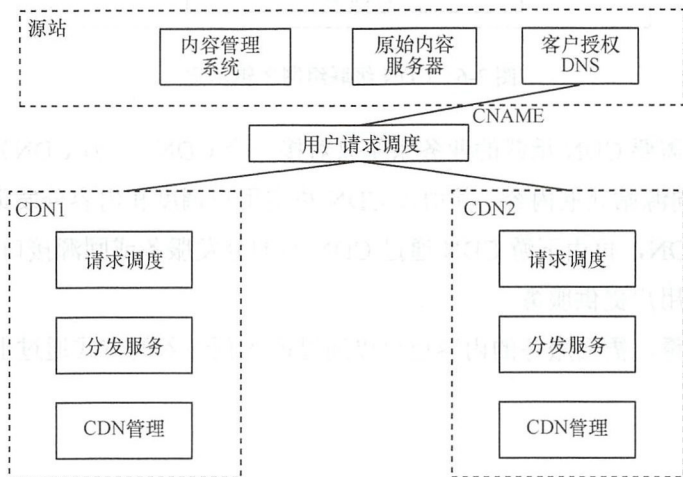 源站
内容管理
系统
原始内容
服务器
客户授权
DNS
CNAME
用户请求调度
CDN1
请求调度
分发服务
CDN管理
CDN2
请求调度
分发服务
CDN管理